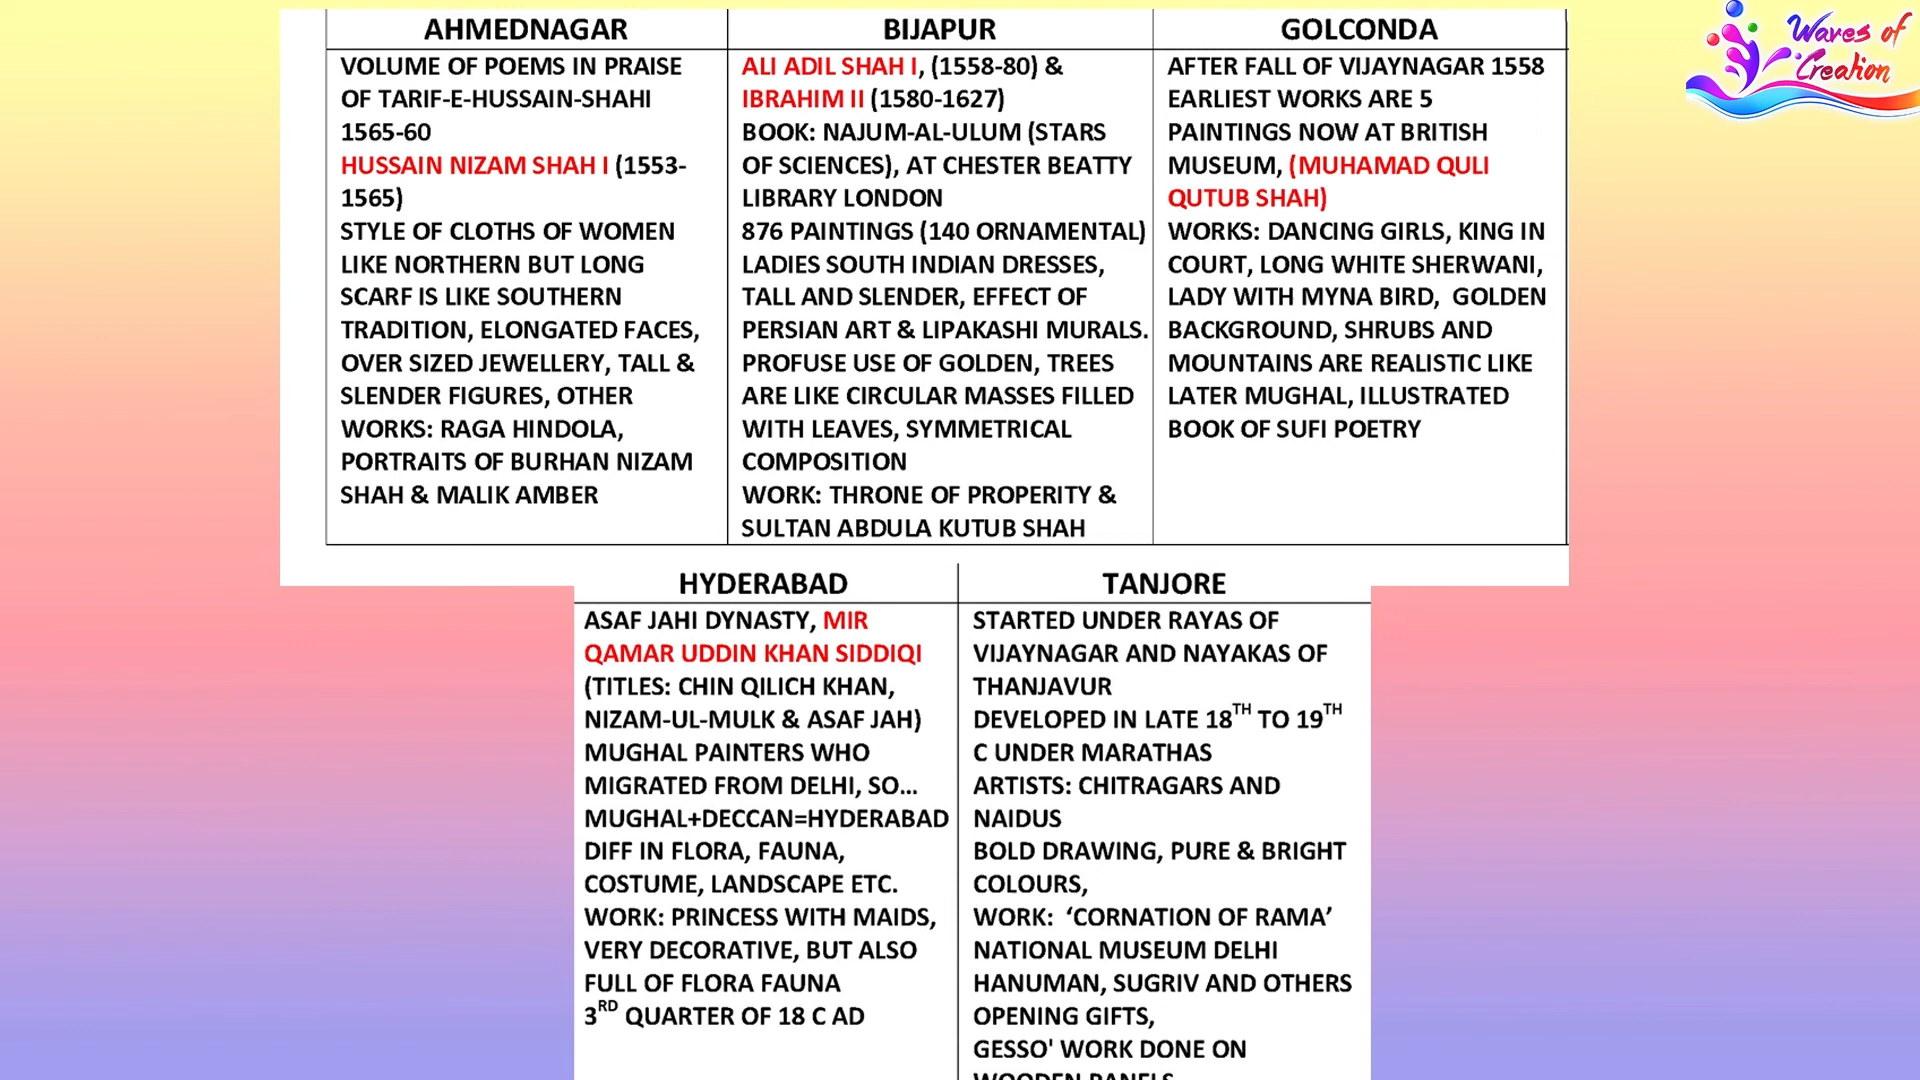 AHMEDNAGAR
VOLUME OF POEMS IN PRAISE
OF TARIF-E-HUSSAIN-SHAHI
1565-60
HUSSAIN NIZAM SHAH I (1553-
1565)
STYLE OF CLOTHS OF WOMEN
LIKE NORTHERN BUT LONG
SCARF IS LIKE SOUTHERN
TRADITION, ELONGATED FACES,
OVER SIZED JEWELLERY, TALL &
SLENDER FIGURES, OTHER
WORKS: RAGA HINDOLA,
PORTRAITS OF BURHAN NIZAM
SHAH & MALIK AMBER
BIJAPUR
ALI ADIL SHAH I, (1558-80) &
IBRAHIM II (1580-1627)
BOOK: NAJUM-AL-ULUM (STARS
OF SCIENCES), AT CHESTER BEATTY
LIBRARY LONDON
876 PAINTINGS (140 ORNAMENTAL)
LADIES SOUTH INDIAN DRESSES,
TALL AND SLENDER, EFFECT OF
PERSIAN ART & LIPAKASHI MURALS.
PROFUSE USE OF GOLDEN, TREES
ARE LIKE CIRCULAR MASSES FILLED
WITH LEAVES, SYMMETRICAL
COMPOSITION
WORK: THRONE OF PROPERITY &
SULTAN ABDULA KUTUB SHAH
GOLCONDA
AFTER FALL OF VIJAYNAGAR 1558
EARLIEST WORKS ARE 5
PAINTINGS NOW AT BRITISH
MUSEUM, (MUHAMAD QULI
QUTUB SHAH)
WORKS: DANCING GIRLS, KING IN
COURT, LONG WHITE SHERWANI,
LADY WITH MYNA BIRD, GOLDEN
BACKGROUND, SHRUBS AND
MOUNTAINS ARE REALISTIC LIKE
LATER MUGHAL, ILLUSTRATED
BOOK OF SUFI POETRY
Waves of
Creation
HYDERABAD
ASAF JAHI DYNASTY, MIR
QAMAR UDDIN KHAN SIDDIQI
(TITLES: CHIN QILICH KHAN,
NIZAM-UL-MULK & ASAF JAH)
MUGHAL PAINTERS WHO
MIGRATED FROM DELHI, SO...
MUGHAL+DECCAN=HYDERABAD
DIFF IN FLORA, FAUNA,
COSTUME, LANDSCAPE ETC.
WORK: PRINCESS WITH MAIDS,
VERY DECORATIVE, BUT ALSO
FULL OF FLORA FAUNA
3RD QUARTER OF 18 C AD
TANJORE
STARTED UNDER RAYAS OF
VIJAYNAGAR AND NAYAKAS OF
THANJAVUR
DEVELOPED IN LATE 18TH TO 19TH
C UNDER MARATHAS
ARTISTS: CHITRAGARS AND
NAIDUS
BOLD DRAWING, PURE & BRIGHT
COLOURS,
WORK: ‘CORNATION OF RAMA’
NATIONAL MUSEUM DELHI
HANUMAN, SUGRIV AND OTHERS
OPENING GIFTS,
GESSO' WORK DONE ON
WOODEN PANELS